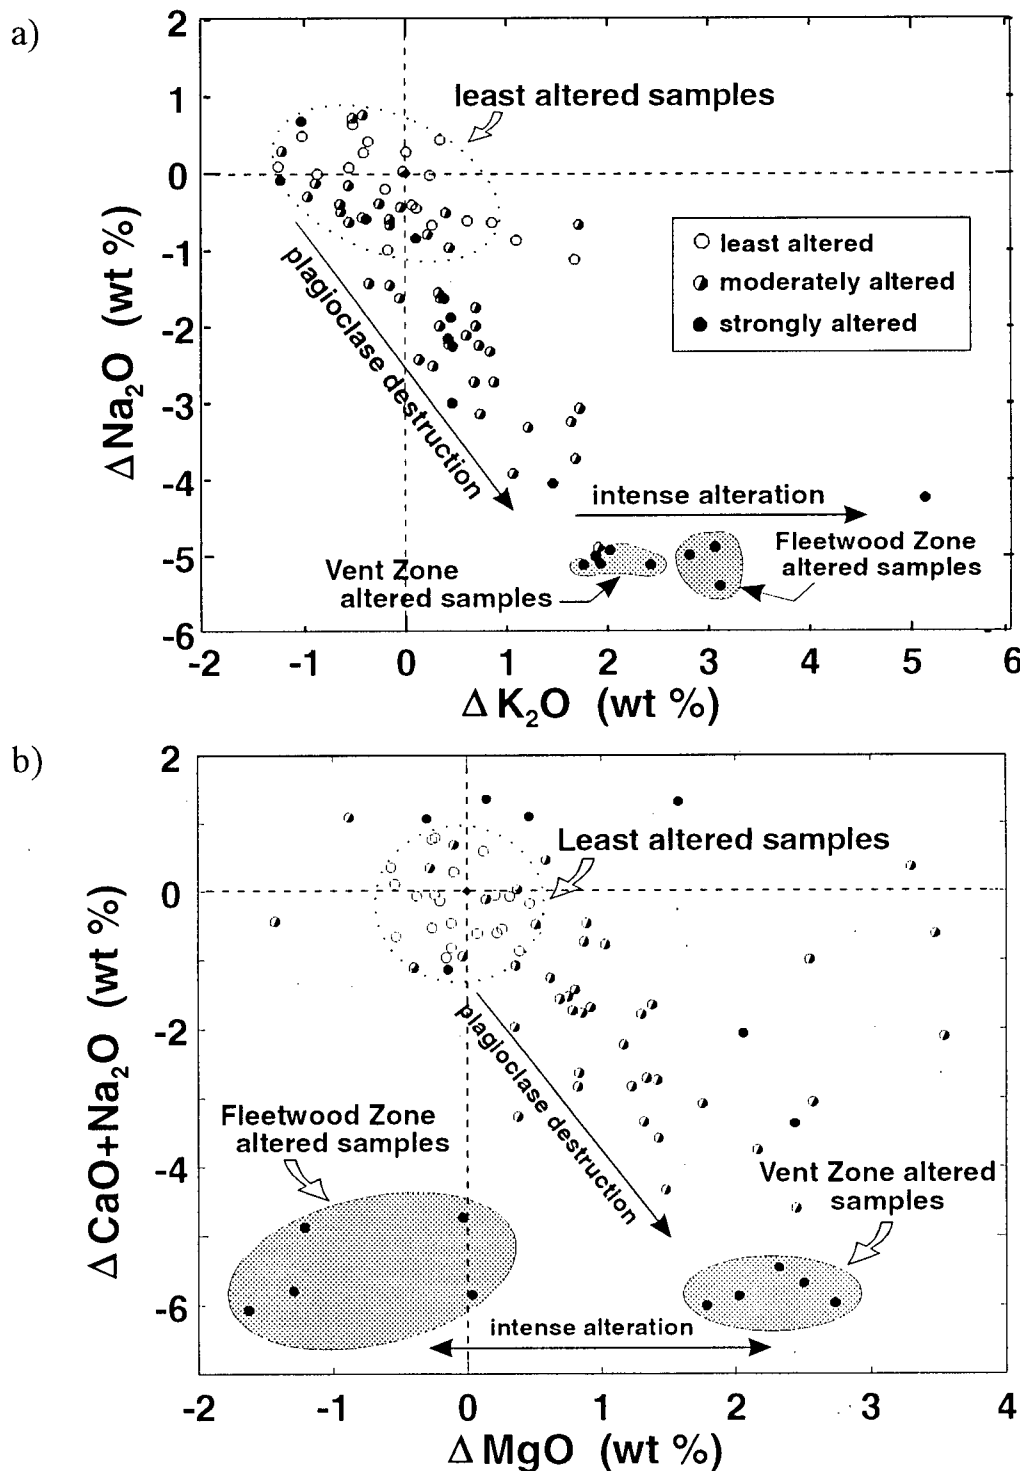 a)
2
1
0
-1
-2
-3
-4
-5
-6
ΔNa₂O (wt %)
least altered samples
least altered
moderately altered
strongly altered
plagioclase destruction
intense alteration
Vent Zone
altered samples
Fleetwood Zone
altered samples
-2 -1 0 1 2 3 4 5 6
ΔK₂O (wt %)
b)
2
0
-2
-4
-6
ΔCaO+Na₂O (wt %)
Least altered samples
plagioclase destruction
Fleetwood Zone
altered samples
Vent Zone altered
samples
intense alteration
-2 -1 0 1 2 3 4
ΔMgO (wt %)